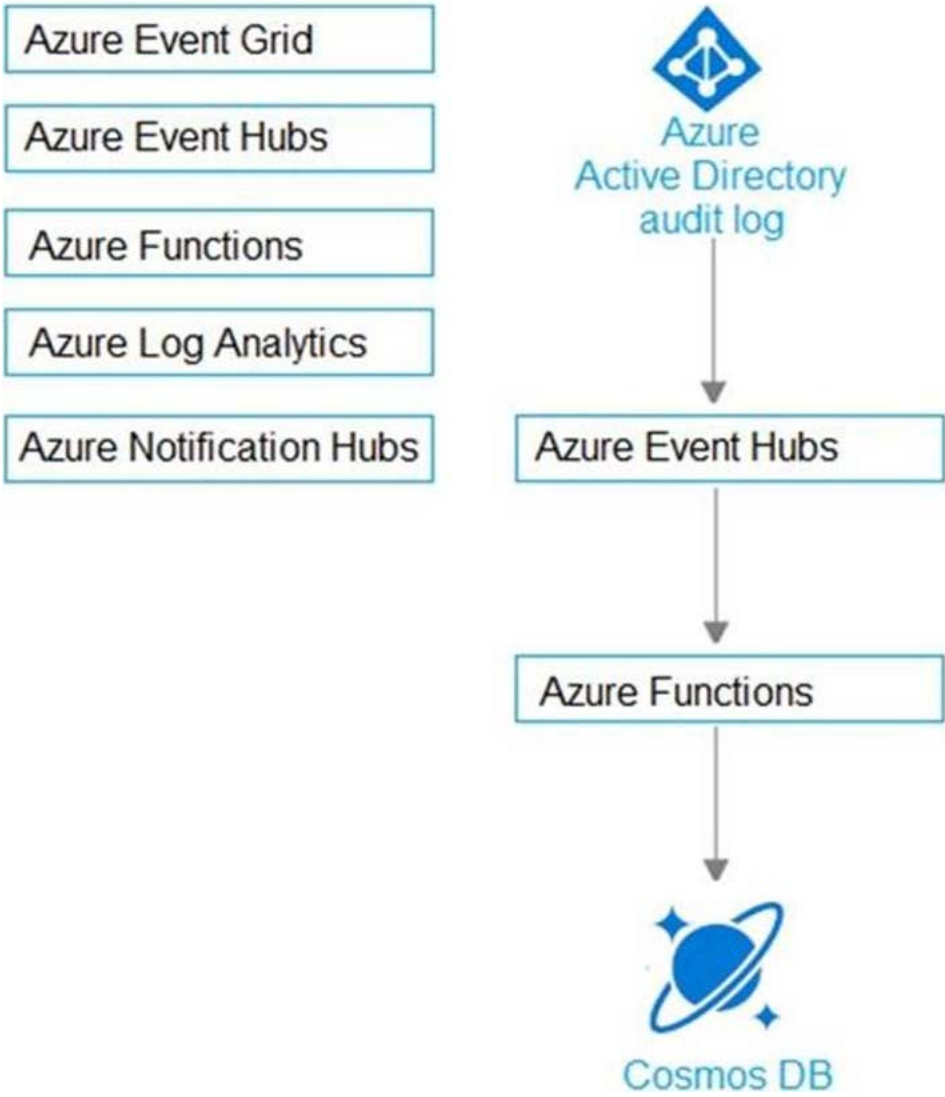 Azure Event Grid
Azure Event Hubs
Azure Functions
Azure Log Analytics
Azure Notification Hubs
Azure
Active Directory
audit log
Azure Event Hubs
Azure Functions
Cosmos DB